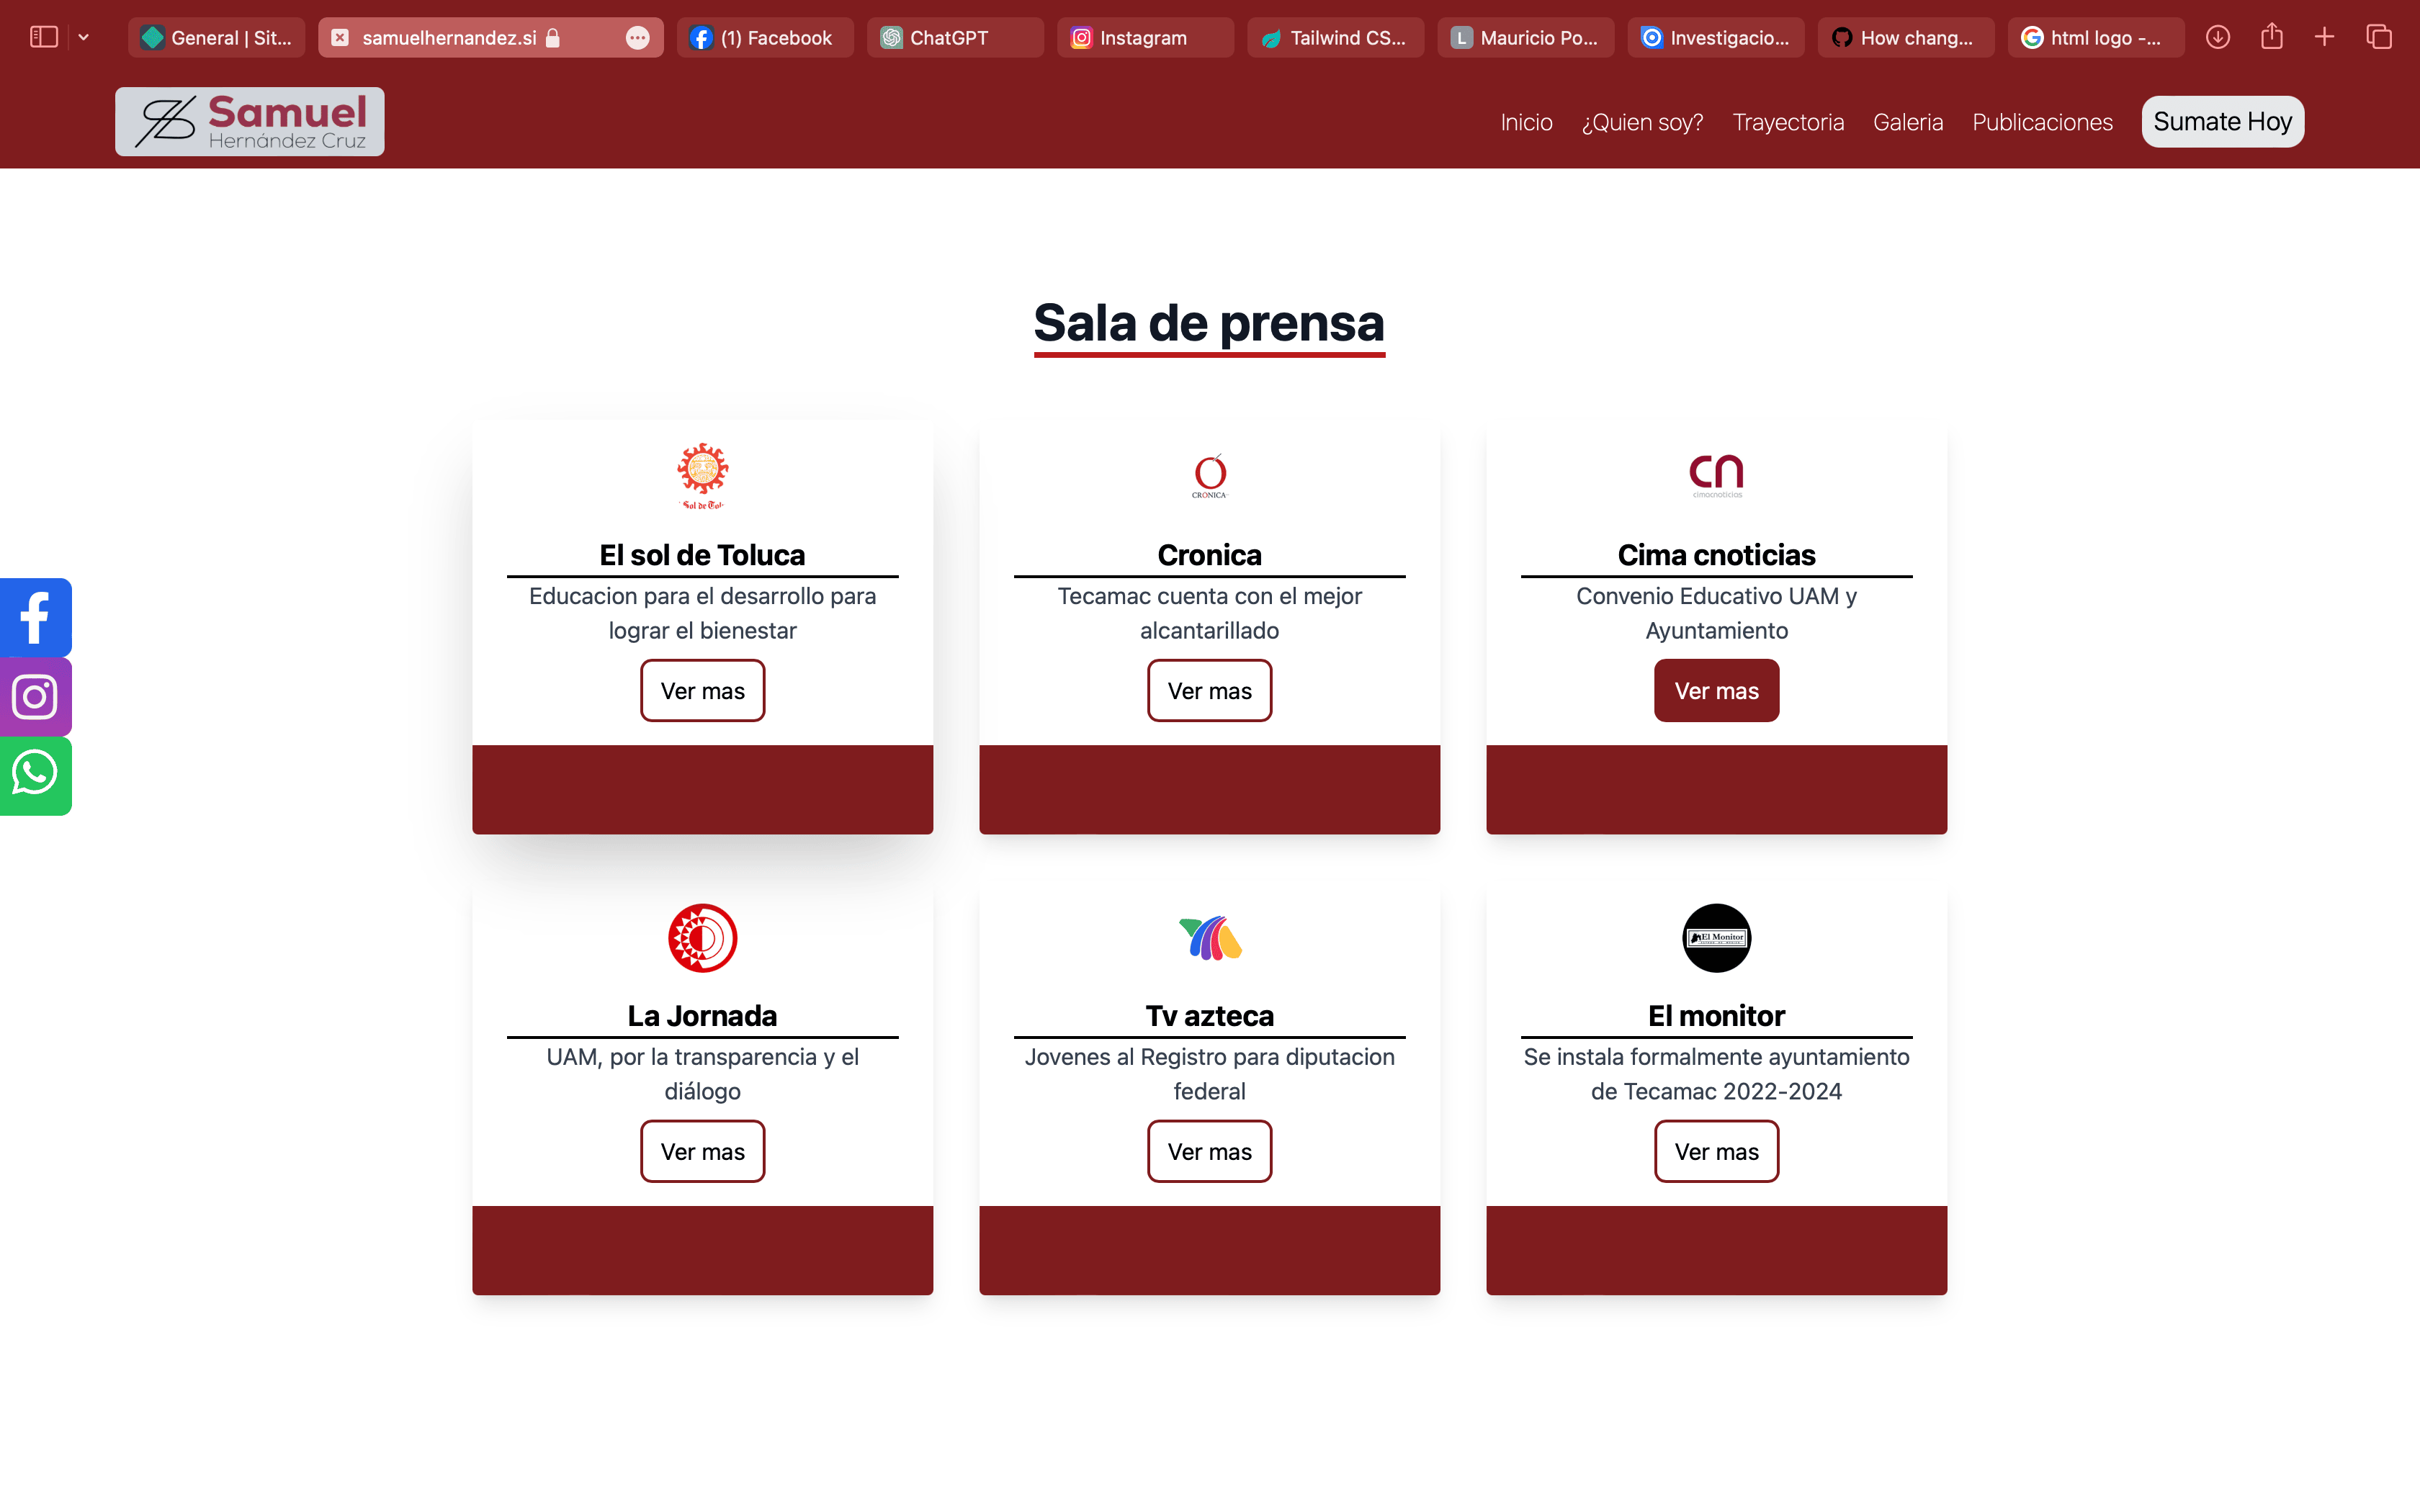 General | Sit...
samuelhernandez.si
(1) Facebook
ChatGPT
Instagram
Tailwind CS...
L
Mauricio Po...
Investigacio...
How chang...
html logo -...
Samuel
Hernández Cruz
Inicio
¿Quien soy?
Trayectoria
Galeria
Publicaciones
Sumate Hoy
Sala de prensa
Sol de Tol
CRONICA
cn
cimacnoticias
El sol de Toluca
Cronica
Cima cnoticias
Educacion para el desarrollo para
lograr el bienestar
Tecamac cuenta con el mejor
alcantarillado
Convenio Educativo UAM y
Ayuntamiento
Ver mas
Ver mas
Ver mas
El Monitor
La Jornada
Tv azteca
El monitor
UAM, por la transparencia y el
diálogo
Jovenes al Registro para diputacion
federal
Se instala formalmente ayuntamiento
de Tecamac 2022-2024
Ver mas
Ver mas
Ver mas